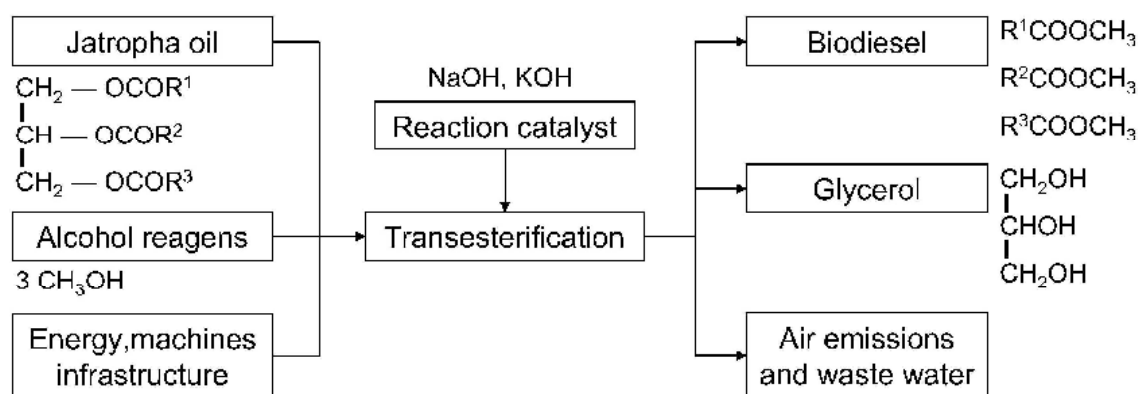 Jatropha oil
CH₂ — OCOR¹
CH — OCOR²
CH₂ — OCOR³
Alcohol reagens
3 CH₃OH
Energy,machines
infrastructure
NaOH, KOH
Reaction catalyst
Transesterification
Biodiesel
R¹COOCH₃
R²COOCH₃
R³COOCH₃
Glycerol
CH₂OH
CHOH
CH₂OH
Air emissions
and waste water